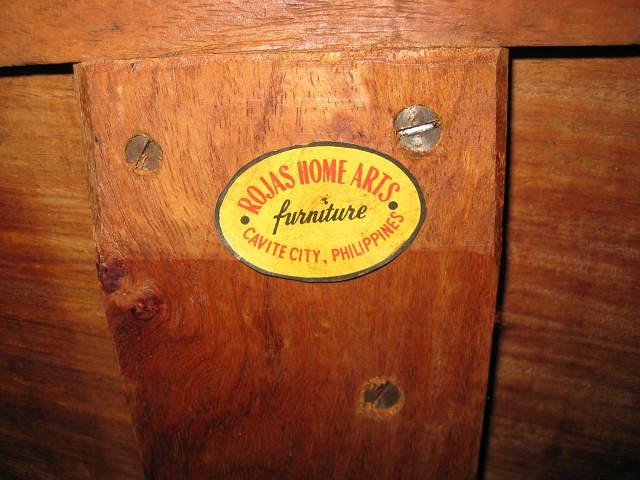 ROJAS HOME ARTS
furniture
CAVITE CITY, PHILIPPINES